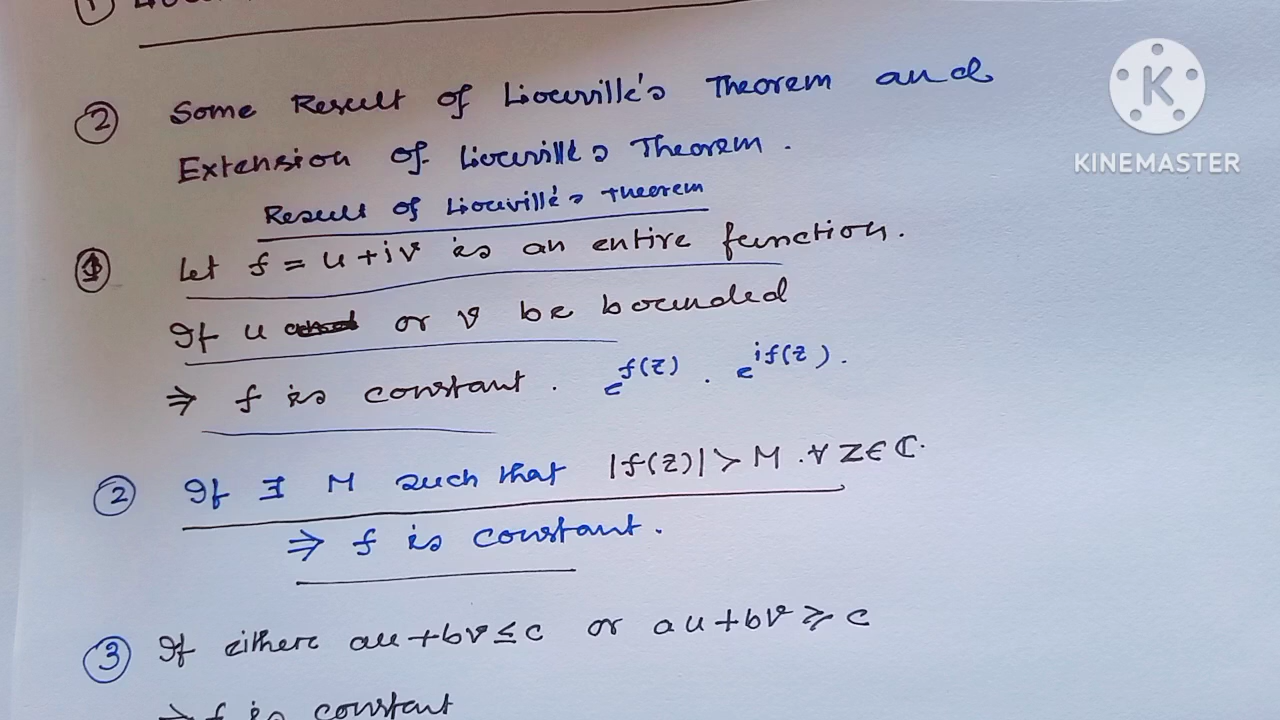 ①
② Some Result of Liouville's Theorem and
Extension of Liouville's Theorem.
Result of Liouville's theorem
① Let f = u + iv is an entire function.
If u or v be bounded
⇒ f is constant. e^{f(z)} . e^{if(z)}.
② If ∃ M such that |f(z)| > M . ∀ z ∈ ℂ.
⇒ f is constant.
③ If either au + bv ≤ c or au + bv ≥ c
⇒ f is constant
K
KINEMASTER